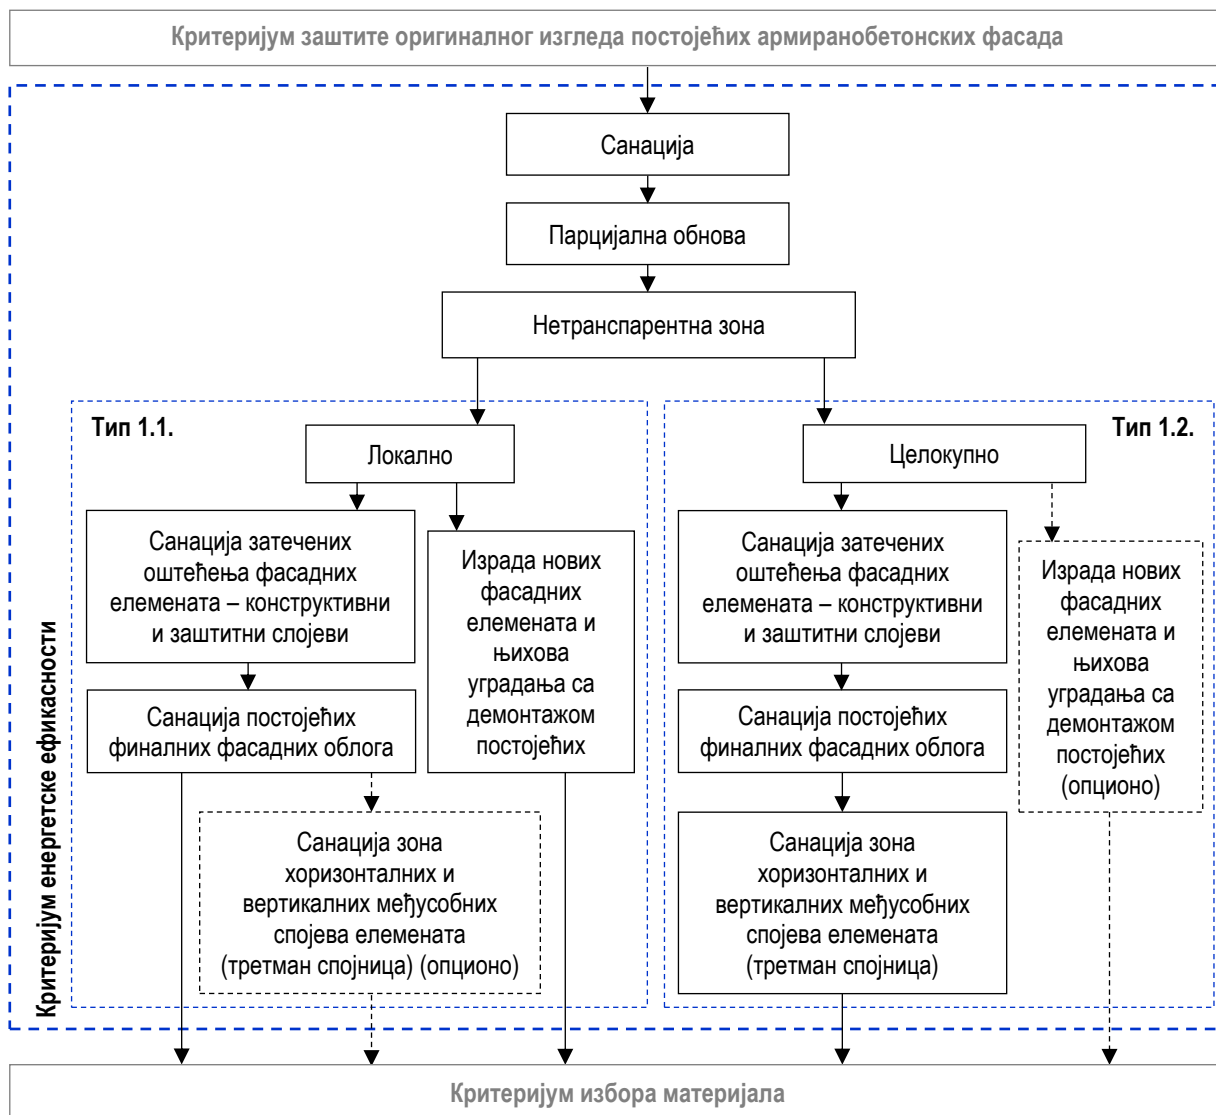 Критеријум заштите оригиналног изгледа постојећих армиранобетонских фасада
Критеријум енергетске ефикасности
Санација
Парцијална обнова
Нетранспарентна зона
Тип 1.1.
Локално
Санација затечених
оштећења фасадних
елемената – конструктивни
и заштитни слојеви
Израда нових
фасадних
елемената и
њихова
уградања са
демонтажом
постојећих
Санација постојећих
финалних фасадних облога
Санација зона
хоризонталних и
вертикалних међусобних
спојева елемената
(третман спојница) (опционо)
Тип 1.2.
Целокупно
Санација затечених
оштећења фасадних
елемената – конструктивни
и заштитни слојеви
Израда нових
фасадних
елемената и
њихова
уградања са
демонтажом
постојећих
(опционо)
Санација постојећих
финалних фасадних облога
Санација зона
хоризонталних и
вертикалних међусобних
спојева елемената
(третман спојница)
Критеријум избора материјала